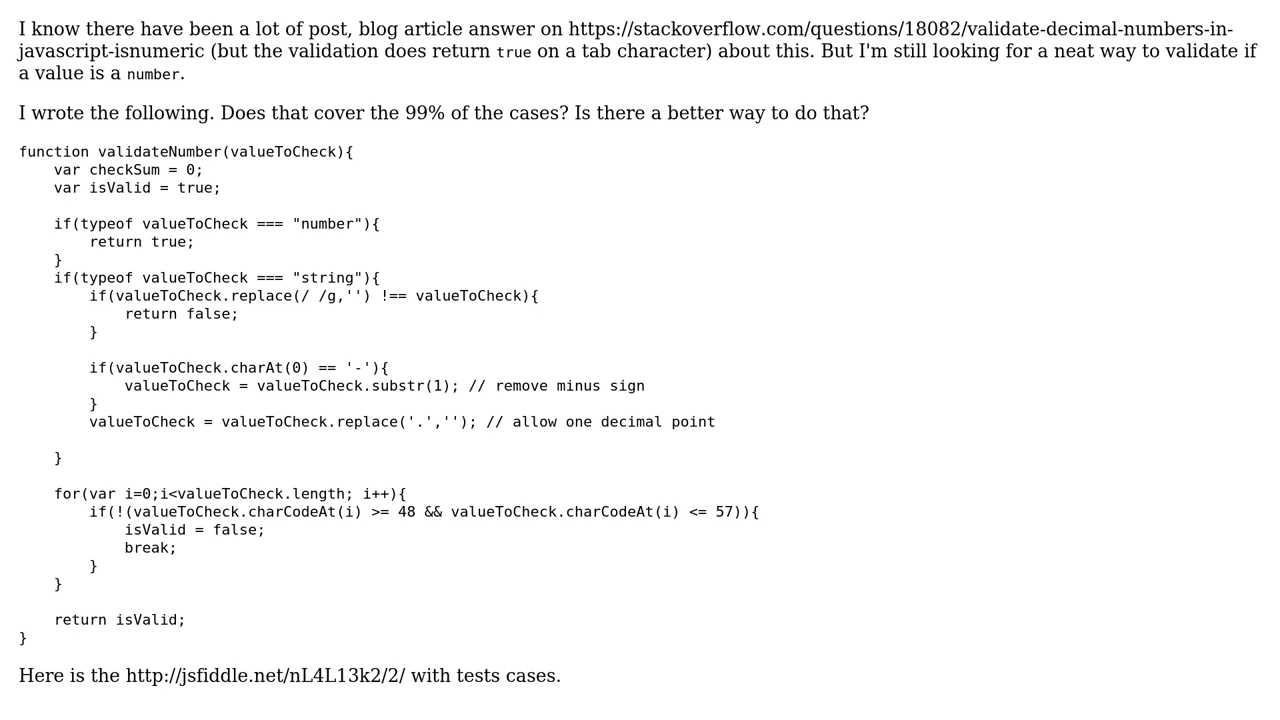 I know there have been a lot of post, blog article answer on https://stackoverflow.com/questions/18082/validate-decimal-numbers-in-
javascript-isnumeric (but the validation does return true on a tab character) about this. But I'm still looking for a neat way to validate if
a value is a number.
I wrote the following. Does that cover the 99% of the cases? Is there a better way to do that?
function validateNumber(valueToCheck){
    var checkSum = 0;
    var isValid = true;
    if(typeof valueToCheck === "number"){
        return true;
    }
    if(typeof valueToCheck === "string"){
        if(valueToCheck.replace(/ /g,'') !== valueToCheck){
            return false;
        }
        if(valueToCheck.charAt(0) == '-'){
            valueToCheck = valueToCheck.substr(1); // remove minus sign
        }
        valueToCheck = valueToCheck.replace('.',''); // allow one decimal point
    }
    for(var i=0;i<valueToCheck.length; i++){
        if(!(valueToCheck.charCodeAt(i) >= 48 && valueToCheck.charCodeAt(i) <= 57)){
            isValid = false;
            break;
        }
    }
    return isValid;
}
Here is the http://jsfiddle.net/nL4L13k2/2/ with tests cases.